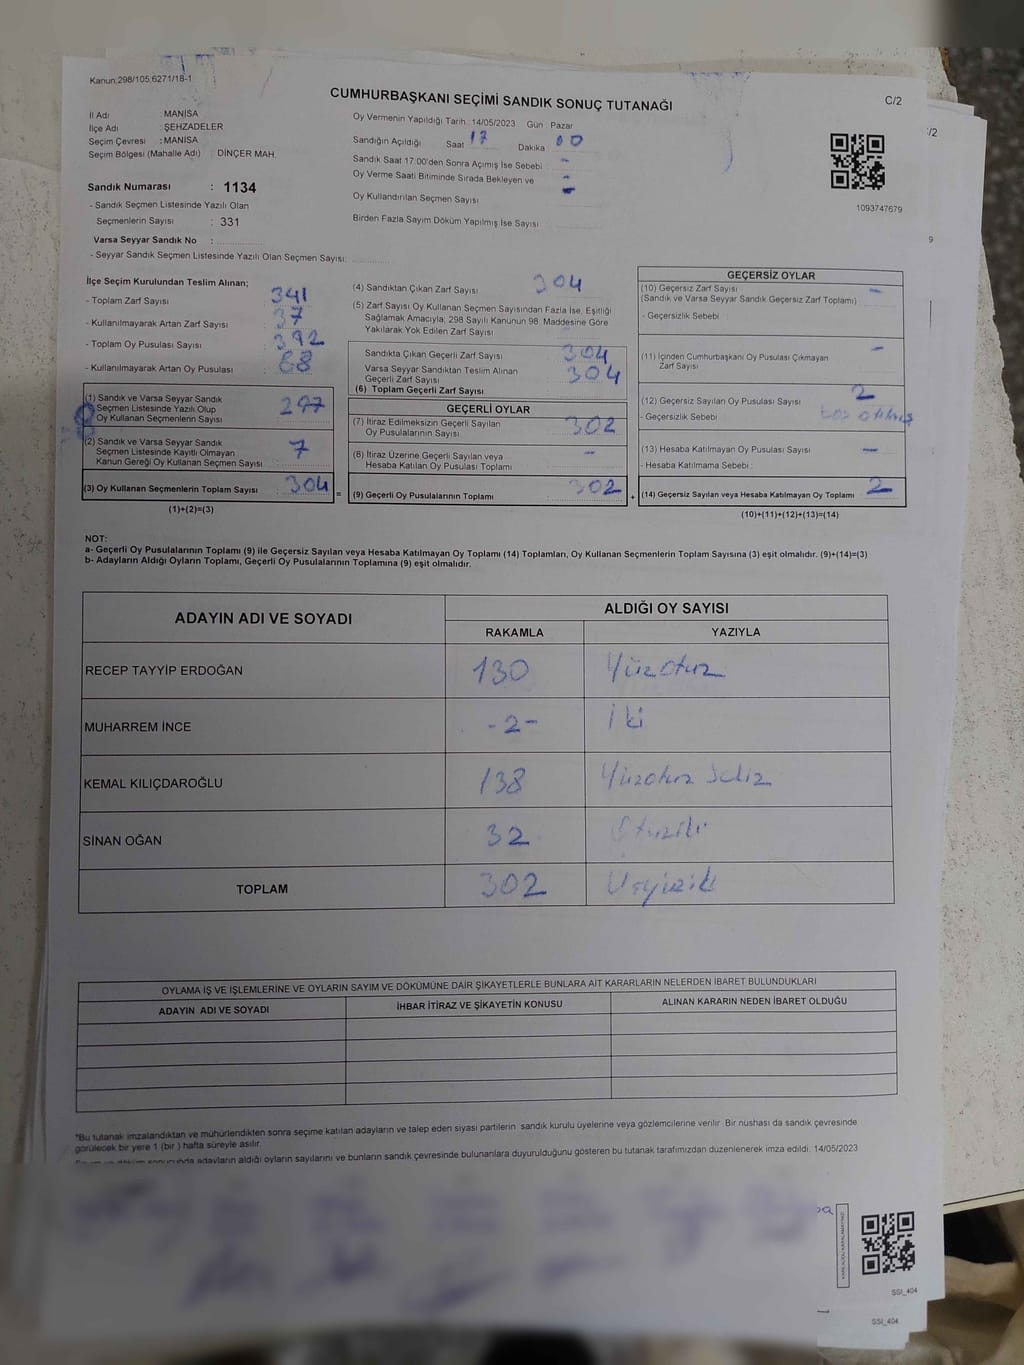 Kanun.298/105;6271/18-1
CUMHURBAŞKANI SEÇİMİ SANDIK SONUÇ TUTANAĞI
C/2
/2
İl Adı : MANİSA
İlçe Adı : ŞEHZADELER
Seçim Çevresi : MANİSA
Seçim Bölgesi (Mahalle Adı) : DİNÇER MAH.
Sandık Numarası : 1134
- Sandık Seçmen Listesinde Yazılı Olan
Seçmenlerin Sayısı : 331
Varsa Seyyar Sandık No :
- Seyyar Sandık Seçmen Listesinde Yazılı Olan Seçmen Sayısı:
Oy Vermenin Yapıldığı Tarih: 14/05/2023 Gün : Pazar
Sandığın Açıldığı Saat 17 Dakika 00
Sandık Saat 17:00'den Sonra Açımış İse Sebebi -
Oy Verme Saati Bitiminde Sırada Bekleyen ve -
Oy Kullandırılan Seçmen Sayısı -
Birden Fazla Sayım Döküm Yapılmış İse Sayısı
1093747679
9
İlçe Seçim Kurulundan Teslim Alınan;
- Toplam Zarf Sayısı 341
- Kullanılmayarak Artan Zarf Sayısı 37
- Toplam Oy Pusulası Sayısı : 392
- Kullanılmayarak Artan Oy Pusulası : 88
(1) Sandık ve Varsa Seyyar Sandık
Seçmen Listesinde Yazılı Olup
Oy Kullanan Seçmenlerin Sayısı 297
(2) Sandık ve Varsa Seyyar Sandık
Seçmen Listesinde Kayıtlı Olmayan
Kanun Gereği Oy Kullanan Seçmen Sayısı 7
(3) Oy Kullanan Seçmenlerin Toplam Sayısı 304
(1)+(2)=(3)
(4) Sandıktan Çıkan Zarf Sayısı 304
(5) Zarf Sayısı Oy Kullanan Seçmen Sayısından Fazla İse, Eşitliği
Sağlamak Amacıyla; 298 Sayılı Kanunun 98. Maddesine Göre
Yakılarak Yok Edilen Zarf Sayısı
Sandıkta Çıkan Geçerli Zarf Sayısı 304
Varsa Seyyar Sandıktan Teslim Alınan
Geçerli Zarf Sayısı 304
(6) Toplam Geçerli Zarf Sayısı
GEÇERLİ OYLAR
(7) İtiraz Edilmeksizin Geçerli Sayılan
Oy Pusulalarının Sayısı 302
(8) İtiraz Üzerine Geçerli Sayılan veya
Hesaba Katılan Oy Pusulası Toplamı -
= (9) Geçerli Oy Pusulalarının Toplamı 302
GEÇERSİZ OYLAR
(10) Geçersiz Zarf Sayısı -
(Sandık ve Varsa Seyyar Sandık Geçersiz Zarf Toplamı)
- Geçersizlik Sebebi :
(11) İçinden Cumhurbaşkanı Oy Pusulası Çıkmayan
Zarf Sayısı -
(12) Geçersiz Sayılan Oy Pusulası Sayısı 2
- Geçersizlik Sebebi
(13) Hesaba Katılmayan Oy Pusulası Sayısı -
- Hesaba Katılmama Sebebi :
+ (14) Geçersiz Sayılan veya Hesaba Katılmayan Oy Toplamı 2
(10)+(11)+(12)+(13)=(14)
NOT:
a- Geçerli Oy Pusulalarının Toplamı (9) ile Geçersiz Sayılan veya Hesaba Katılmayan Oy Toplamı (14) Toplamları, Oy Kullanan Seçmenlerin Toplam Sayısına (3) eşit olmalıdır. (9)+(14)=(3)
b- Adayların Aldığı Oyların Toplamı, Geçerli Oy Pusulalarının Toplamına (9) eşit olmalıdır.
ADAYIN ADI VE SOYADI
ALDIĞI OY SAYISI
RAKAMLA YAZIYLA
RECEP TAYYİP ERDOĞAN 130 Yüzotuz
MUHARREM İNCE -2- İki
KEMAL KILIÇDAROĞLU 138 Yüzotuz Sekiz
SİNAN OĞAN 32 Otuziki
TOPLAM 302 Üçyüziki
OYLAMA İŞ VE İŞLEMLERİNE VE OYLARIN SAYIM VE DÖKÜMÜNE DAİR ŞİKAYETLERLE BUNLARA AİT KARARLARIN NELERDEN İBARET BULUNDUKLARI
ADAYIN ADI VE SOYADI İHBAR İTİRAZ VE ŞİKAYETİN KONUSU ALINAN KARARIN NEDEN İBARET OLDUĞU
*Bu tutanak imzalandıktan ve mühürlendikten sonra seçime katılan adayların ve talep eden siyasi partilerin sandık kurulu üyelerine veya gözlemcilerine verilir. Bir nüshası da sandık çevresinde
görülecek bir yere 1 (bir ) hafta süreyle asılır.
adayların aldığı oyların sayılarını ve bunların sandık çevresinde bulunanlara duyurulduğunu gösteren bu tutanak tarafımızdan düzenlenerek imza edildi. 14/05/2023
SSI_404
SSI_404